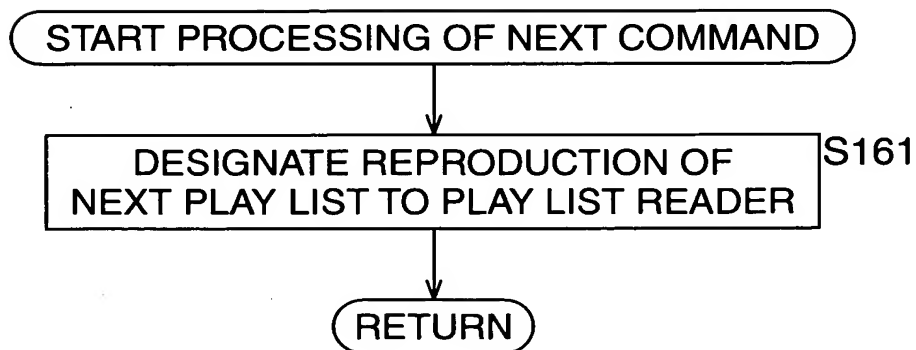 START PROCESSING OF NEXT COMMAND
DESIGNATE REPRODUCTION OF
NEXT PLAY LIST TO PLAY LIST READER
S161
RETURN